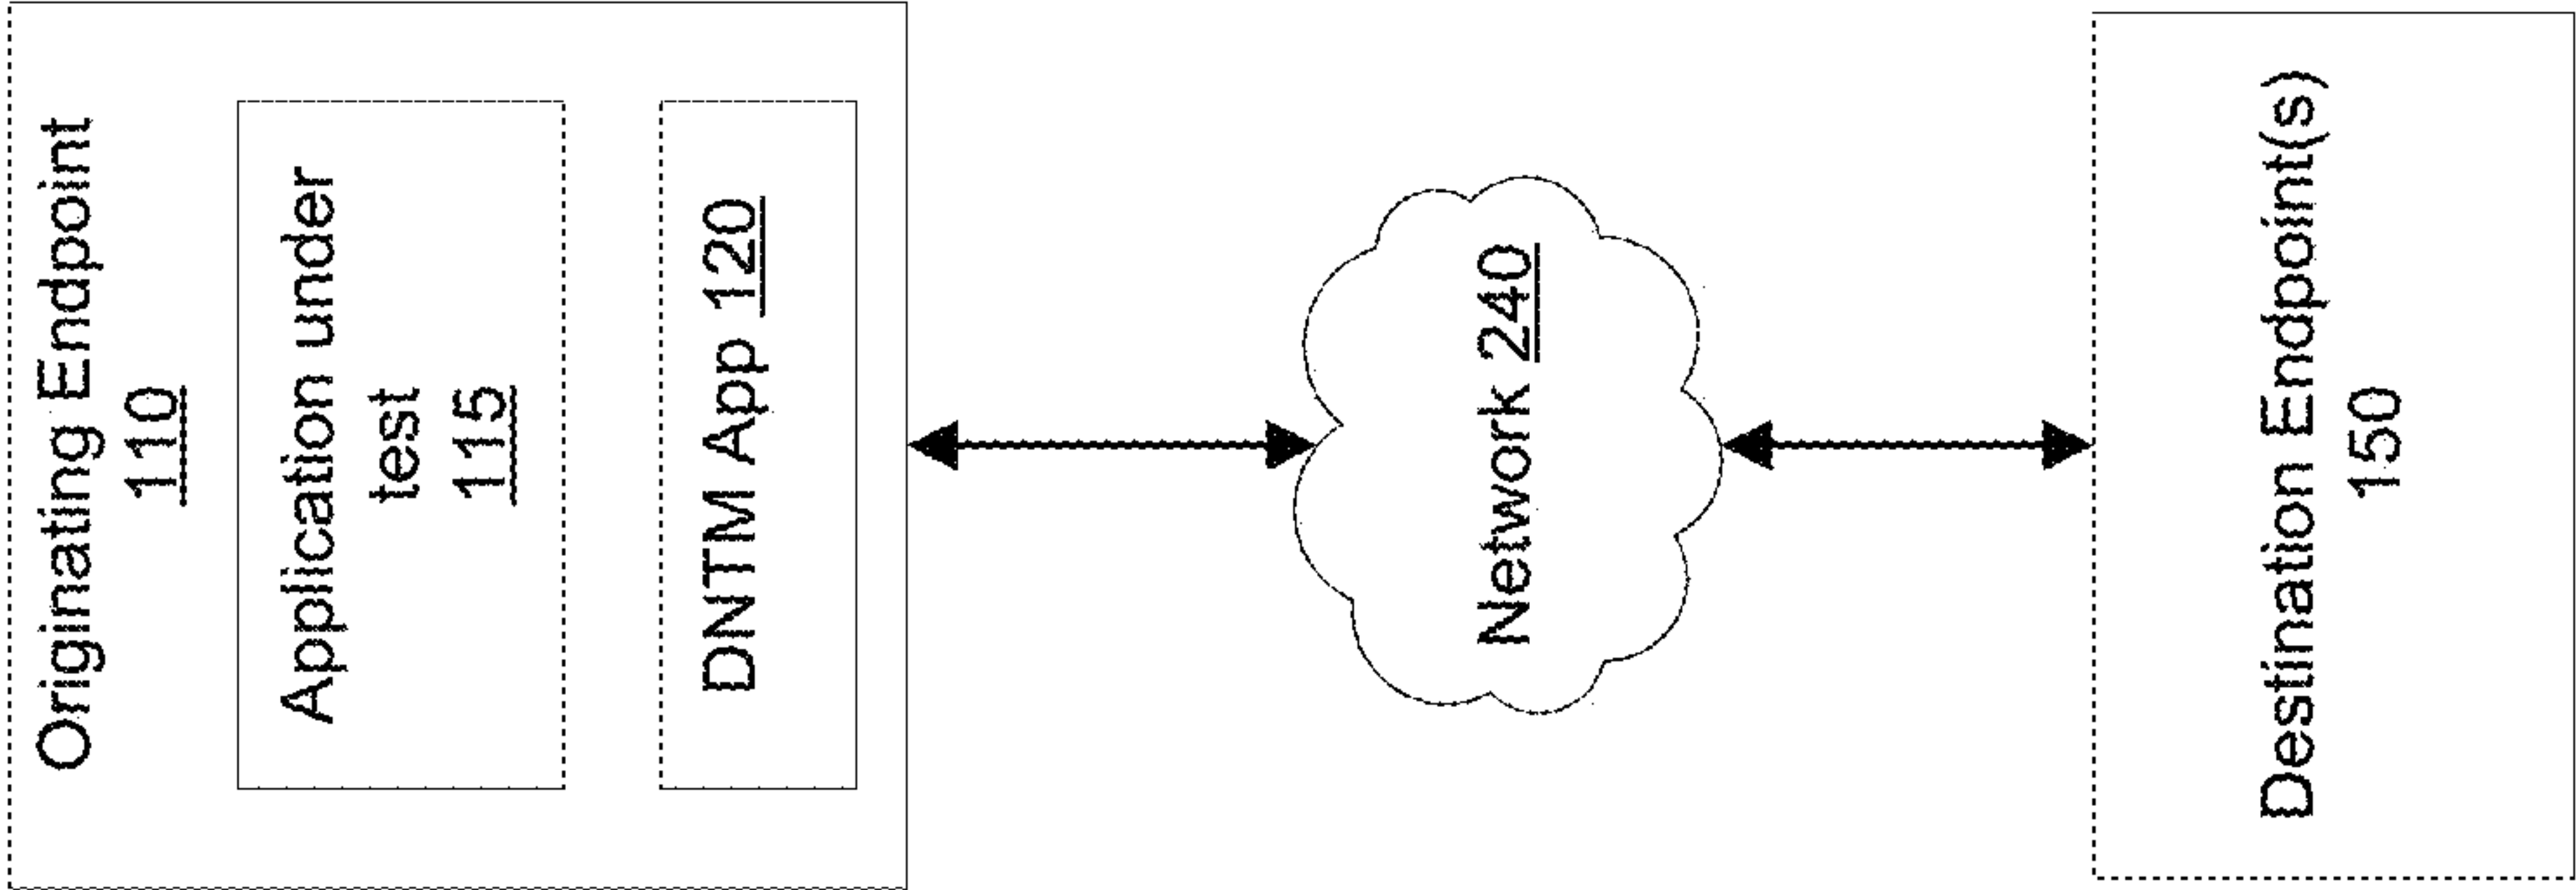 Originating Endpoint
110
Application under
test
115
DNTM App 120
Network 240
Destination Endpoint(s)
150